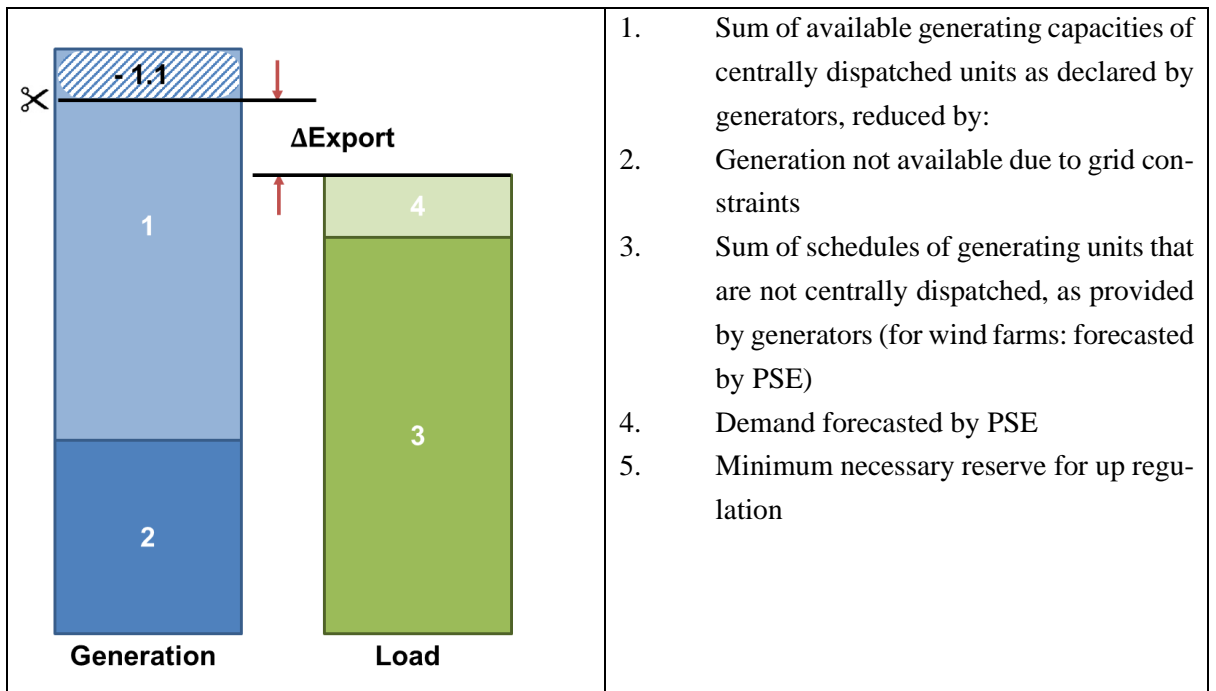 - 1.1
ΔExport
1
4
3
2
Generation
Load
1. Sum of available generating capacities of
centrally dispatched units as declared by
generators, reduced by:
2. Generation not available due to grid con-
straints
3. Sum of schedules of generating units that
are not centrally dispatched, as provided
by generators (for wind farms: forecasted
by PSE)
4. Demand forecasted by PSE
5. Minimum necessary reserve for up regu-
lation